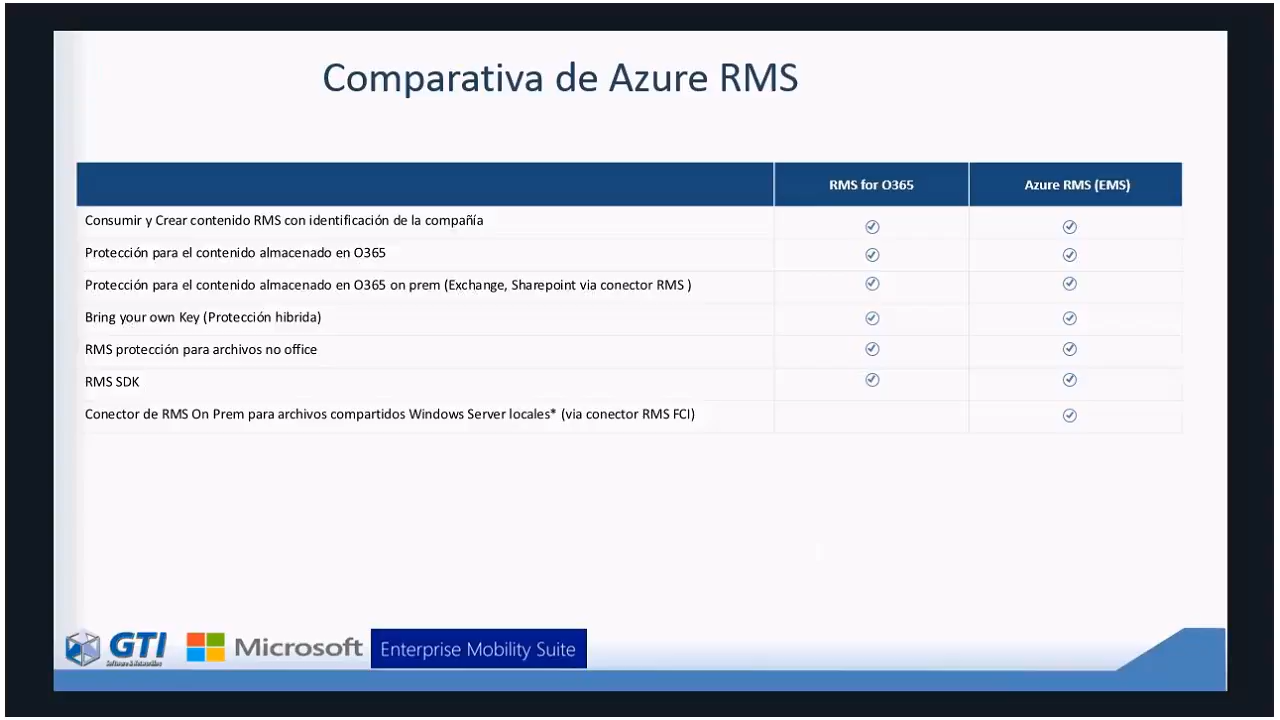 Comparativa de Azure RMS
RMS for O365
Azure RMS (EMS)
Consumir y Crear contenido RMS con identificación de la compañía
Protección para el contenido almacenado en O365
Protección para el contenido almacenado en O365 on prem (Exchange, Sharepoint via conector RMS )
Bring your own Key (Protección hibrida)
RMS protección para archivos no office
RMS SDK
Conector de RMS On Prem para archivos compartidos Windows Server locales* (via conector RMS FCI)
GTI
Software & Networking
Microsoft
Enterprise Mobility Suite